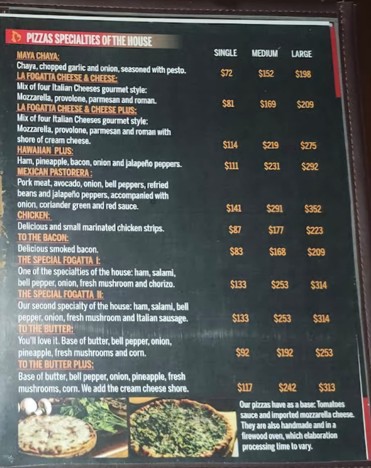 PIZZAS SPECIALTIES OF THE HOUSE
SINGLE MEDIUM LARGE
MAYA CHAYA:
Chaya, chopped garlic and onion, seasoned with pesto. $72 $152 $198
LA FOGATTA CHEESE & CHEESE:
Mix of four Italian Cheeses gourmet style:
Mozzarella, provolone, parmesan and roman. $81 $169 $209
LA FOGATTA CHEESE & CHEESE PLUS:
Mix of four Italian Cheeses gourmet style:
Mozzarella, provolone, parmesan and roman with
shore of cream cheese. $114 $219 $275
HAWAIIAN PLUS:
Ham, pineapple, bacon, onion and jalapeño peppers. $111 $231 $292
MEXICAN PASTORERA:
Pork meat, avocado, onion, bell peppers, refried
beans and jalapeño peppers, accompanied with
onion, coriander green and red sauce. $141 $291 $352
CHICKEN:
Delicious and small marinated chicken strips. $87 $177 $223
TO THE BACON:
Delicious smoked bacon. $83 $168 $209
THE SPECIAL FOGATTA I:
One of the specialties of the house: ham, salami,
bell pepper, onion, fresh mushroom and chorizo. $133 $253 $314
THE SPECIAL FOGATTA II:
Our second specialty of the house: ham, salami, bell
pepper, onion, fresh mushroom and Italian sausage. $133 $253 $314
TO THE BUTTER:
You'll love it. Base of butter, bell pepper, onion,
pineapple, fresh mushrooms and corn. $92 $192 $253
TO THE BUTTER PLUS:
Base of butter, bell pepper, onion, pineapple, fresh
mushrooms, corn. We add the cream cheese shore. $117 $242 $313
Our pizzas have as a base: Tomatoes
sauce and imported mozzarella cheese.
They are also handmade and in a
firewood oven, which elaboration
processing time to vary.